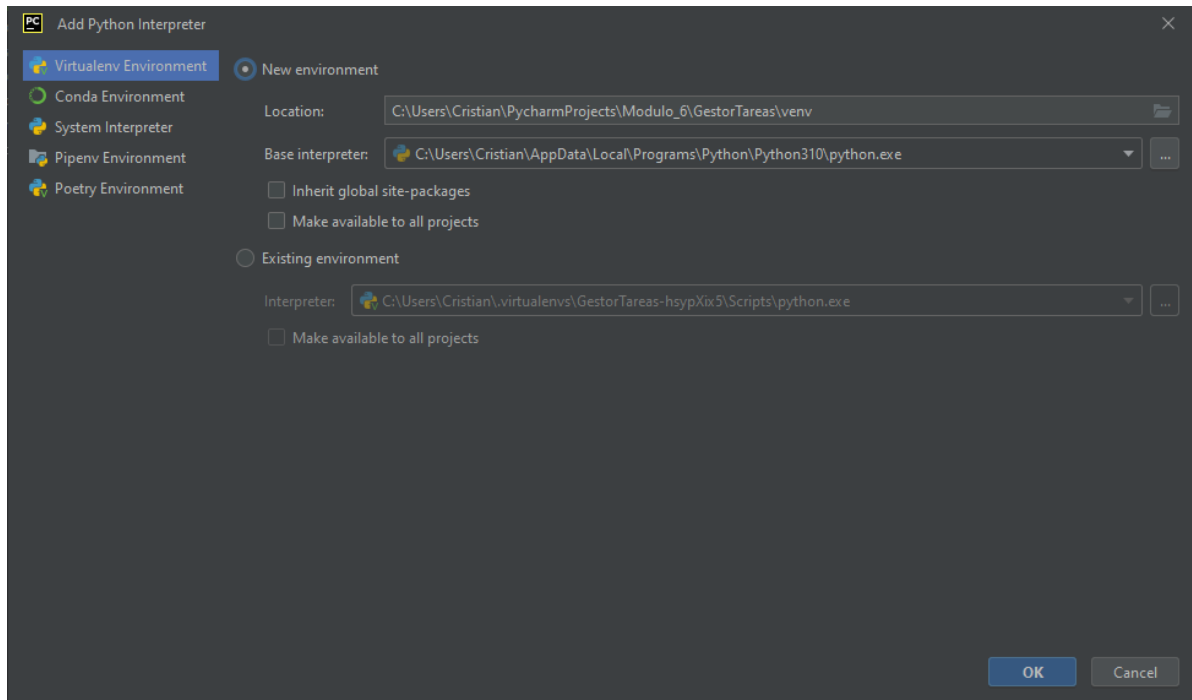 PC Add Python Interpreter
Virtualenv Environment
Conda Environment
System Interpreter
Pipenv Environment
Poetry Environment
New environment
Location: C:\Users\Cristian\PycharmProjects\Modulo_6\GestorTareas\venv
Base interpreter: C:\Users\Cristian\AppData\Local\Programs\Python\Python310\python.exe ...
Inherit global site-packages
Make available to all projects
Existing environment
Interpreter: C:\Users\Cristian\.virtualenvs\GestorTareas-hsypXix5\Scripts\python.exe ...
Make available to all projects
OK Cancel